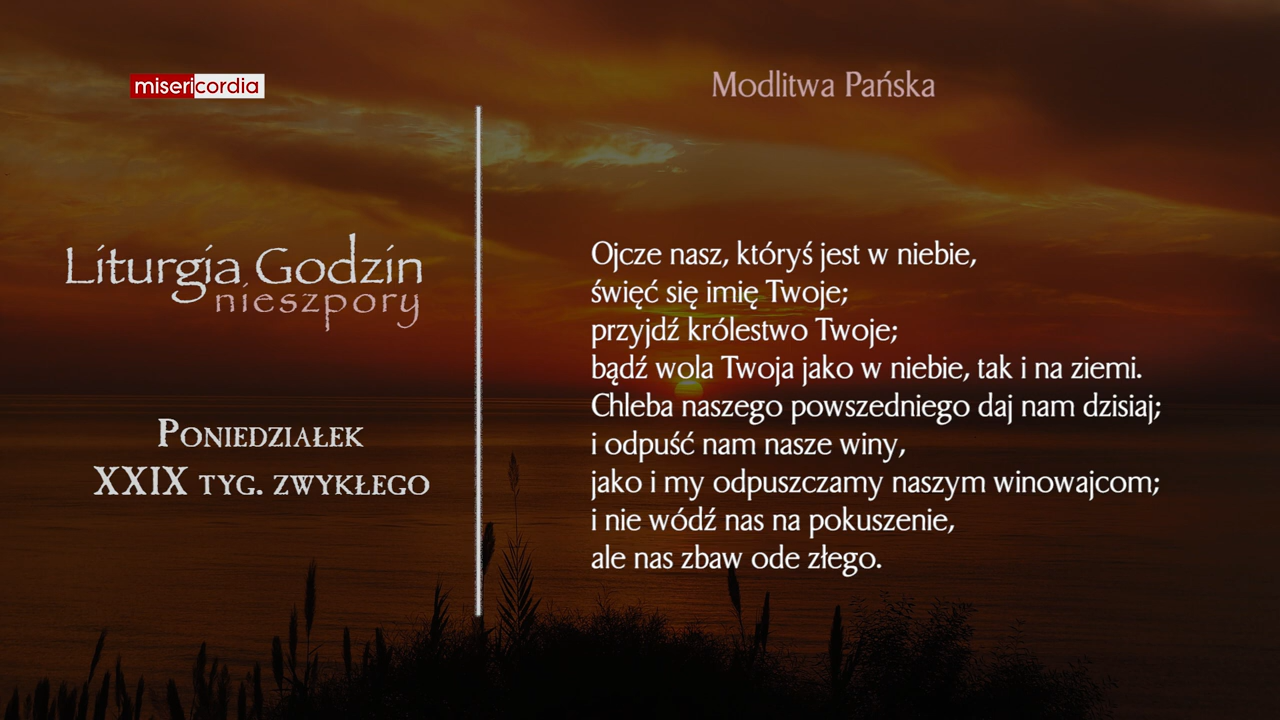 misericordia
Liturgia Godzin
nieszpory
Poniedziałek
XXIX tyg. zwykłego
Modlitwa Pańska
Ojcze nasz, któryś jest w niebie,
święć się imię Twoje;
przyjdź królestwo Twoje;
bądź wola Twoja jako w niebie, tak i na ziemi.
Chleba naszego powszedniego daj nam dzisiaj;
i odpuść nam nasze winy,
jako i my odpuszczamy naszym winowajcom;
i nie wódź nas na pokuszenie,
ale nas zbaw ode złego.